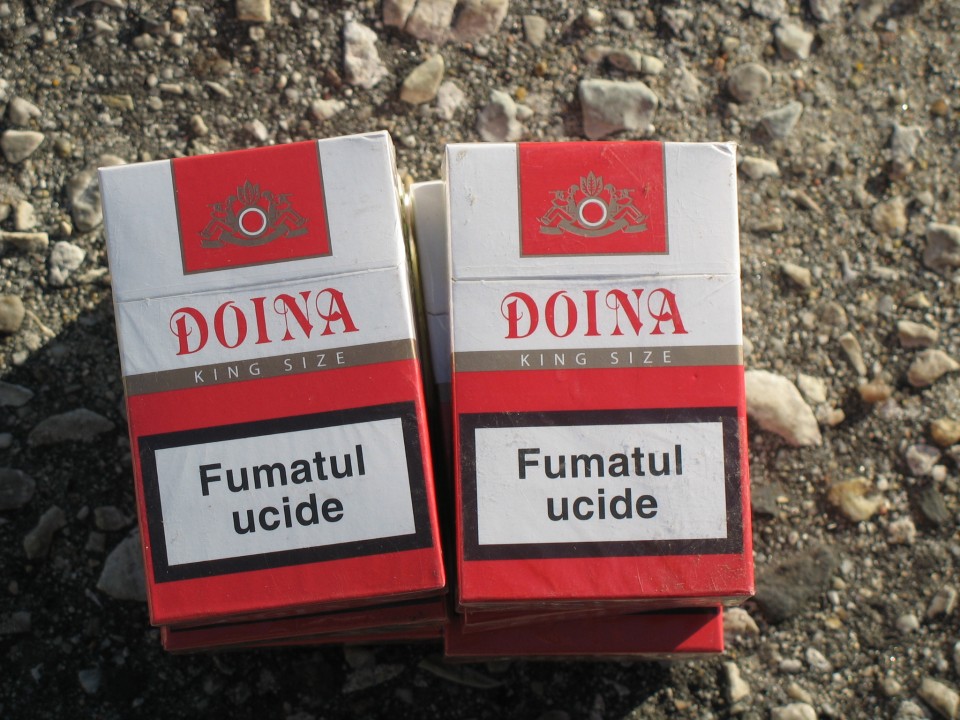 DOINA
KING SIZE
Fumatul
ucide
DOINA
KING SIZE
Fumatul
ucide